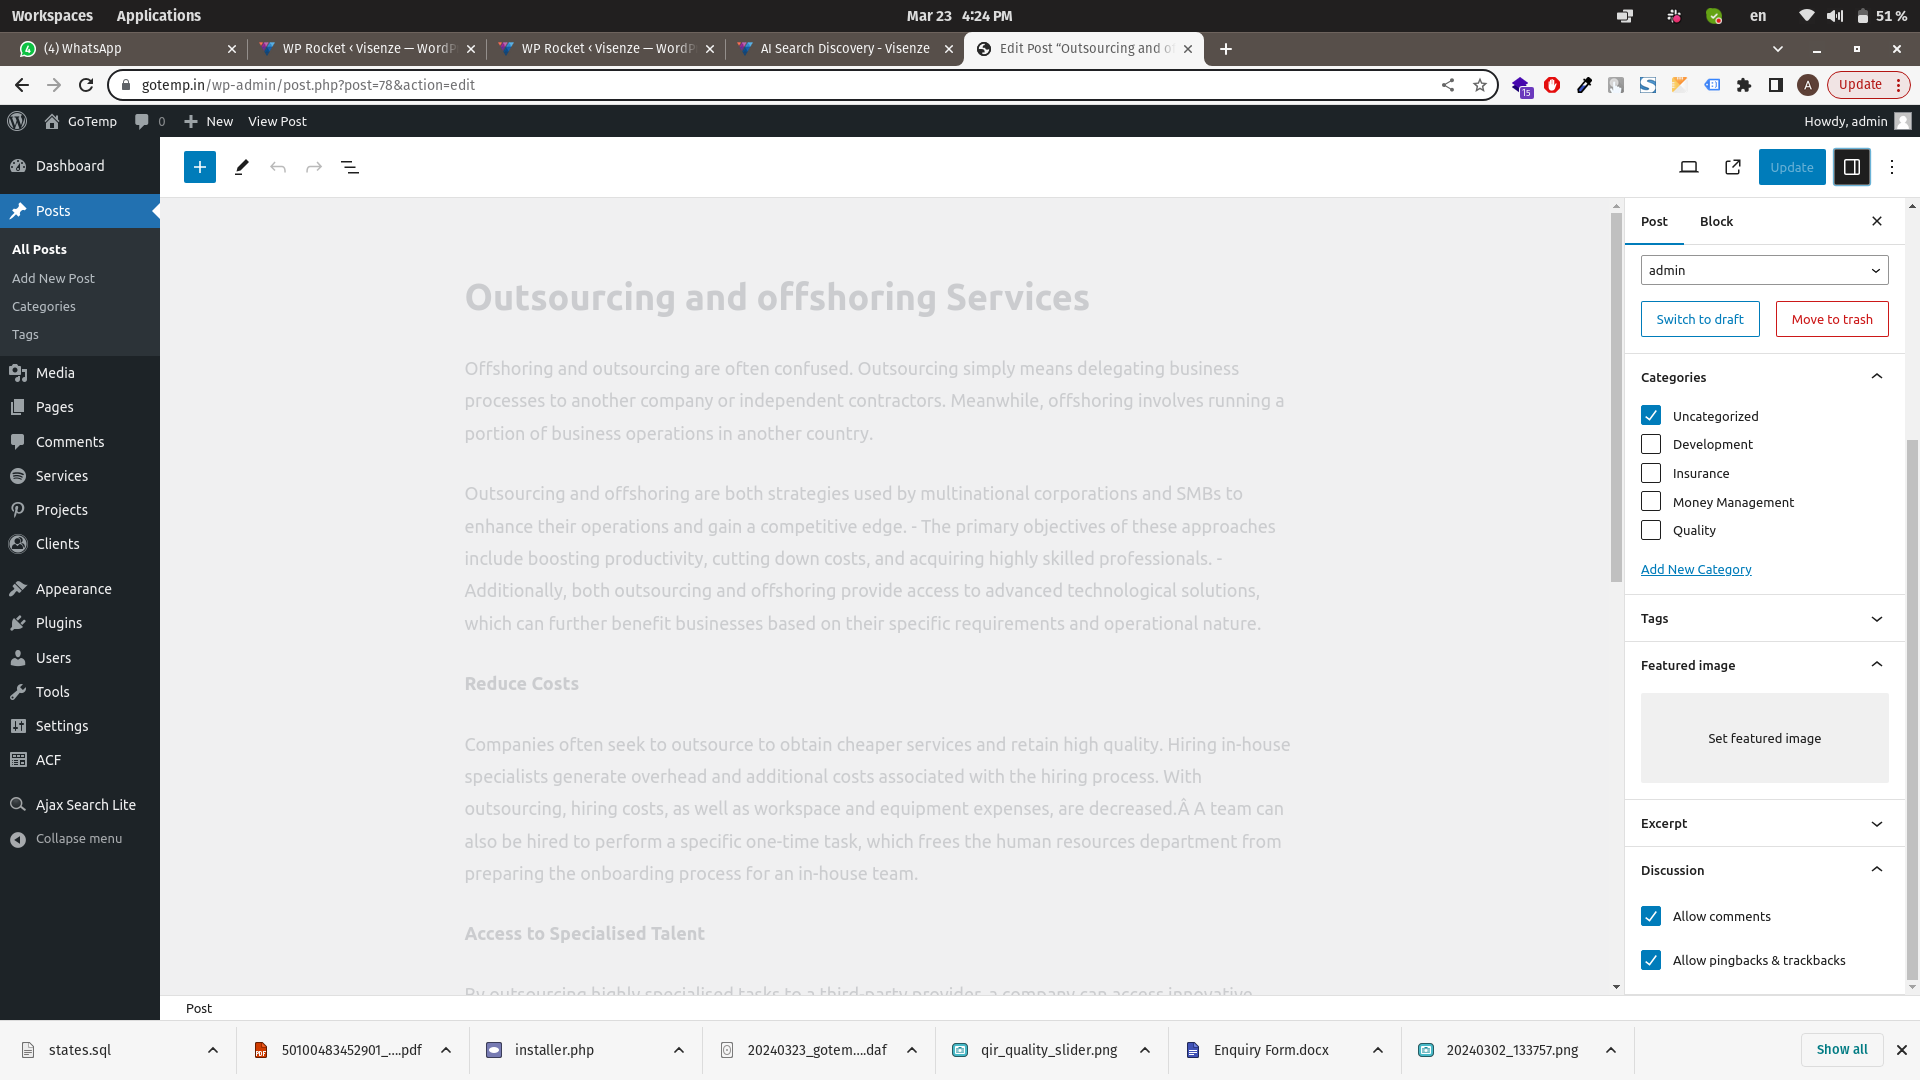 Workspaces Applications Mar 23 4:24 PM en 51 %
(4) WhatsApp WP Rocket ‹ Visenze — WordP WP Rocket ‹ Visenze — WordP AI Search Discovery - Visenze Edit Post “Outsourcing and o
gotemp.in/wp-admin/post.php?post=78&action=edit 15 A Update
GoTemp 0 New View Post Howdy, admin
Dashboard
Posts
All Posts
Add New Post
Categories
Tags
Media
Pages
Comments
Services
Projects
Clients
Appearance
Plugins
Users
Tools
Settings
ACF
Ajax Search Lite
Collapse menu
Update
Outsourcing and offshoring Services
Offshoring and outsourcing are often confused. Outsourcing simply means delegating business
processes to another company or independent contractors. Meanwhile, offshoring involves running a
portion of business operations in another country.
Outsourcing and offshoring are both strategies used by multinational corporations and SMBs to
enhance their operations and gain a competitive edge. - The primary objectives of these approaches
include boosting productivity, cutting down costs, and acquiring highly skilled professionals. -
Additionally, both outsourcing and offshoring provide access to advanced technological solutions,
which can further benefit businesses based on their specific requirements and operational nature.
Reduce Costs
Companies often seek to outsource to obtain cheaper services and retain high quality. Hiring in-house
specialists generate overhead and additional costs associated with the hiring process. With
outsourcing, hiring costs, as well as workspace and equipment expenses, are decreased.Â A team can
also be hired to perform a specific one-time task, which frees the human resources department from
preparing the onboarding process for an in-house team.
Access to Specialised Talent
By outsourcing highly specialised tasks to a third-party provider, a company can access innovative
Post Block
admin
Switch to draft Move to trash
Categories
Uncategorized
Development
Insurance
Money Management
Quality
Add New Category
Tags
Featured image
Set featured image
Excerpt
Discussion
Allow comments
Allow pingbacks & trackbacks
Post
states.sql 50100483452901_....pdf installer.php 20240323_gotem....daf qir_quality_slider.png Enquiry Form.docx 20240302_133757.png Show all